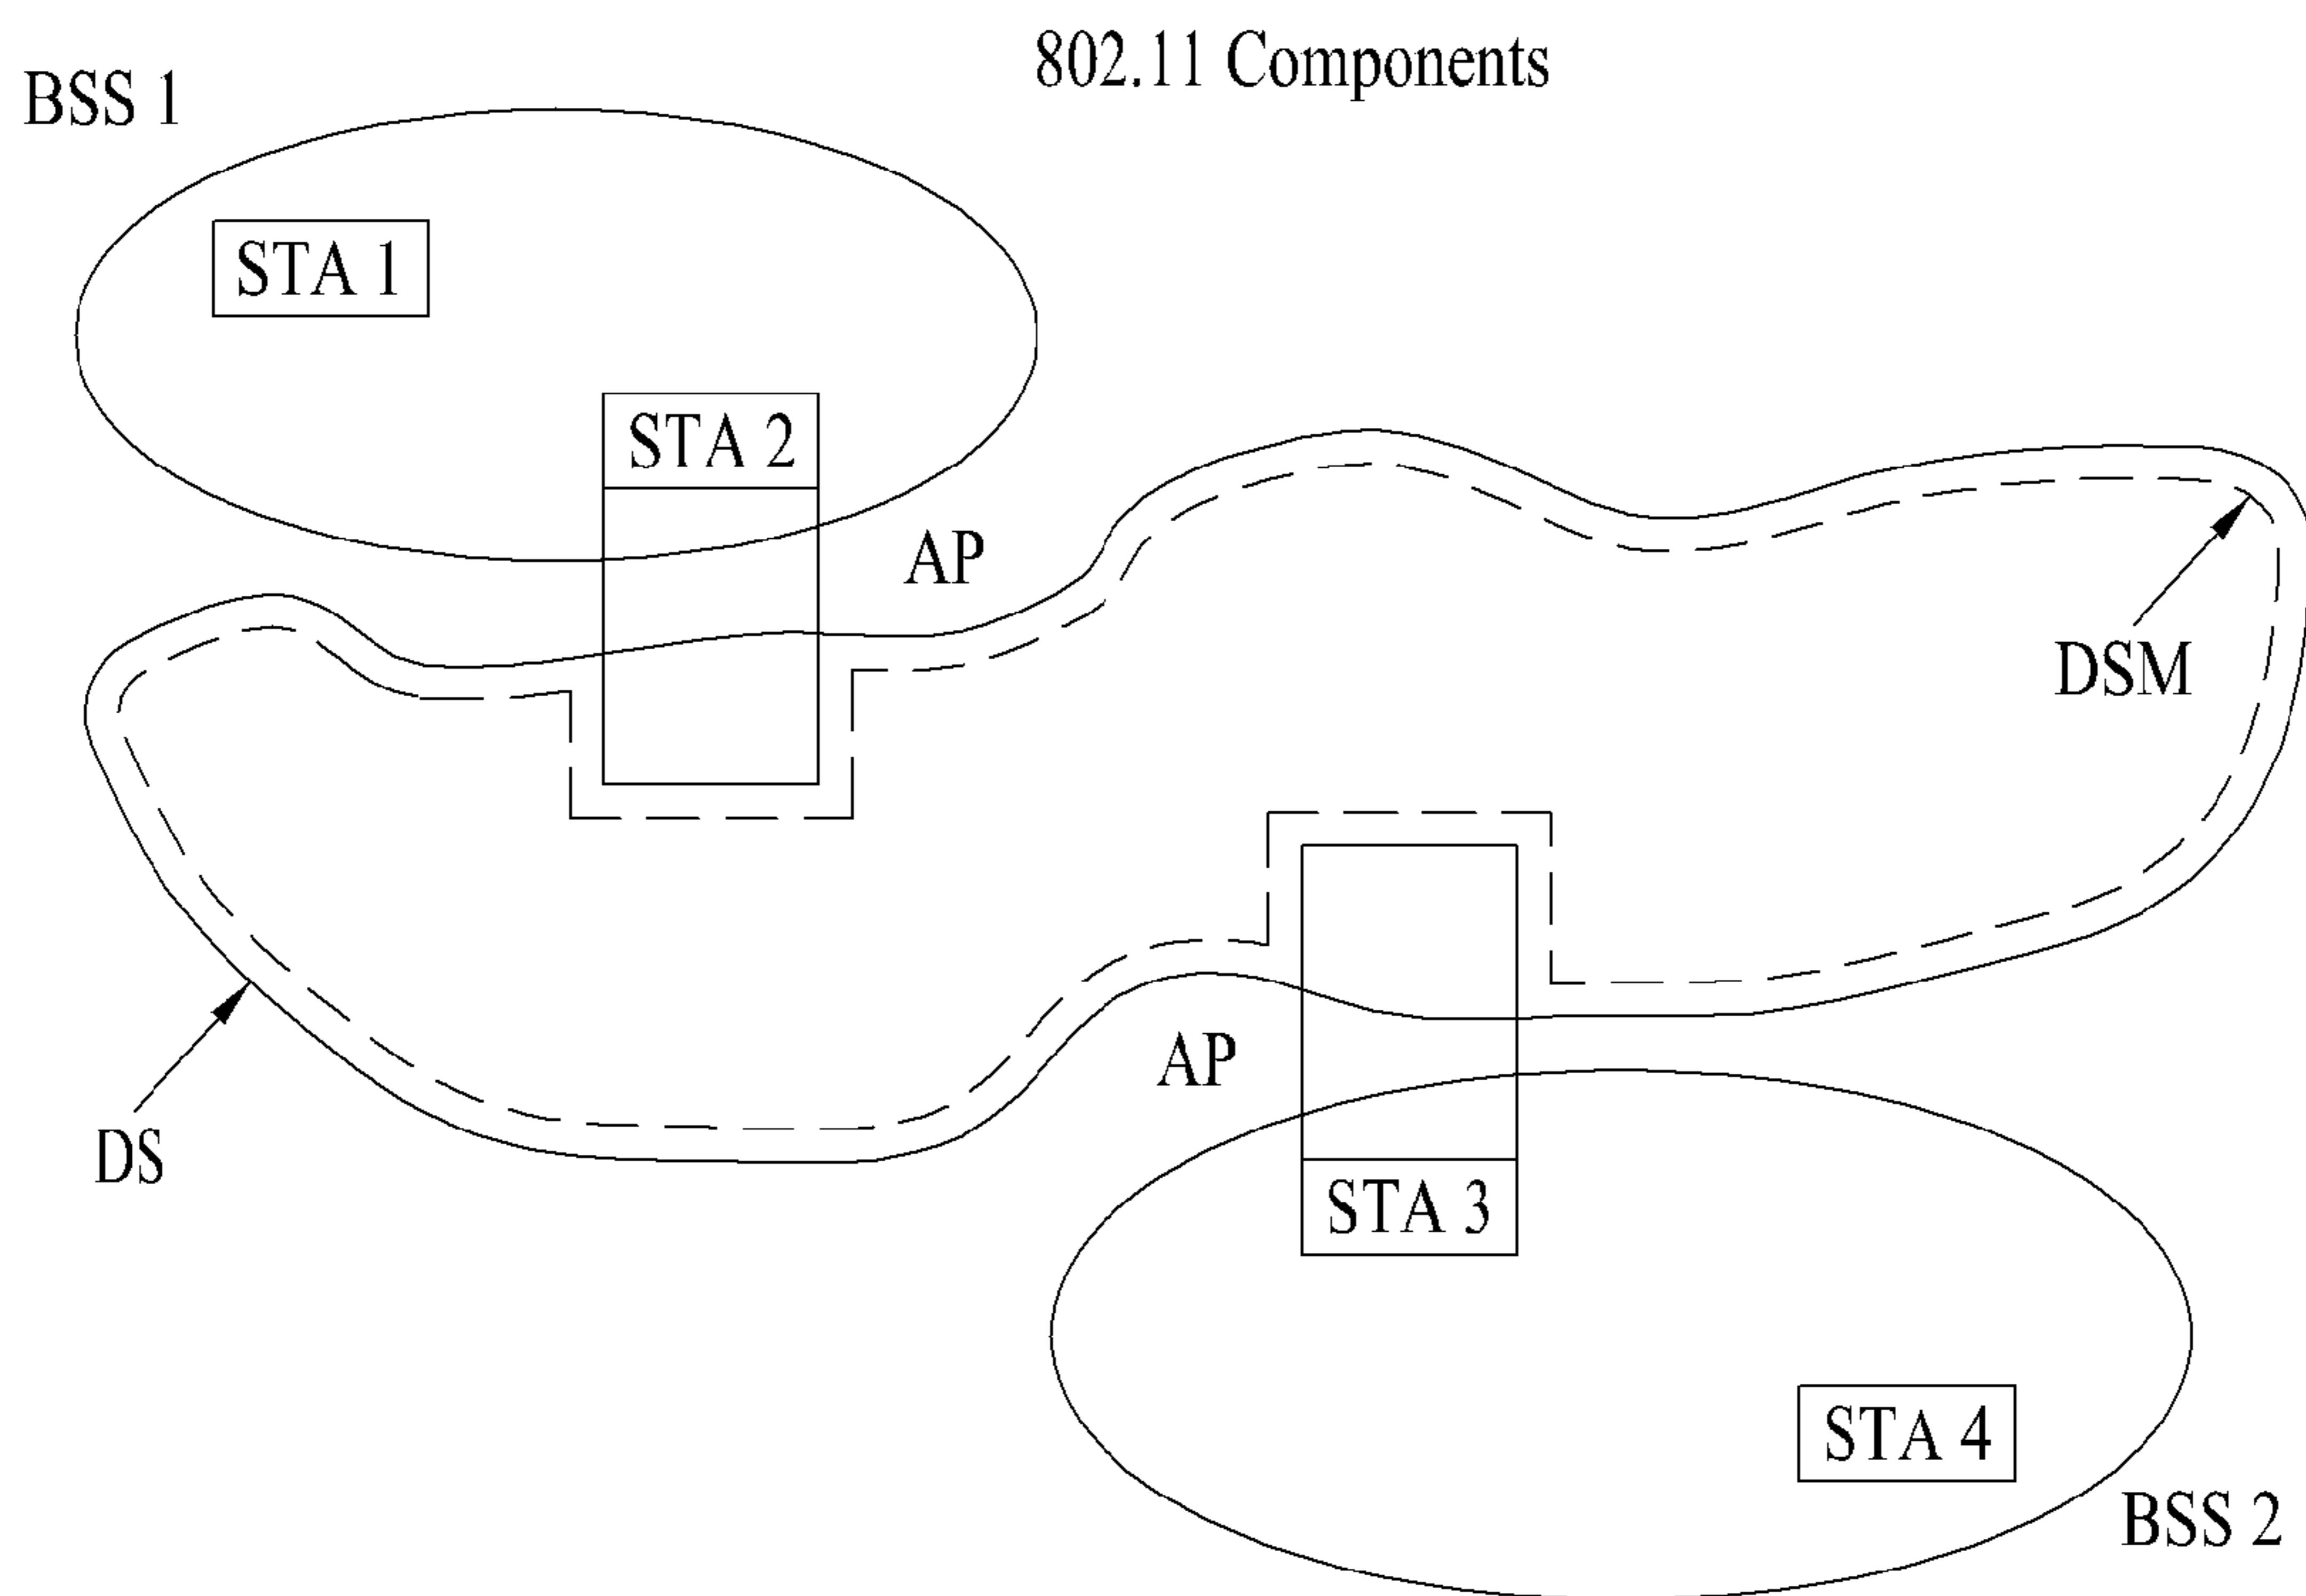 802.11 Components
BSS 1
STA 1
STA 2
AP
DSM
AP
DS
STA 3
STA 4
BSS 2